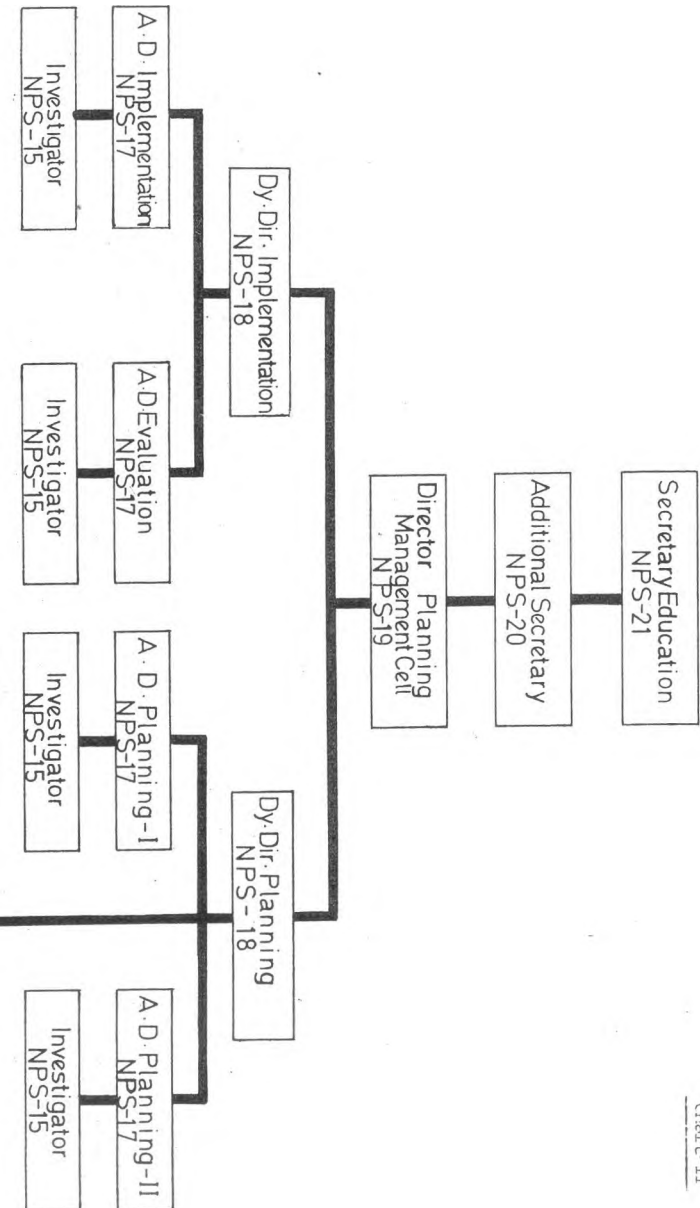 Chart-II
Secretary Education
NPS-21
Additional Secretary
NPS-20
Director Planning
Management Cell
NPS-19
Dy. Dir. Implementation
NPS-18
Dy. Dir. Planning
NPS-18
A.D. Implementation
NPS-17
A.D. Evaluation
NPS-17
A.D. Planning-I
NPS-17
A.D. Planning-II
NPS-17
Investigator
NPS-15
Investigator
NPS-15
Investigator
NPS-15
Investigator
NPS-15